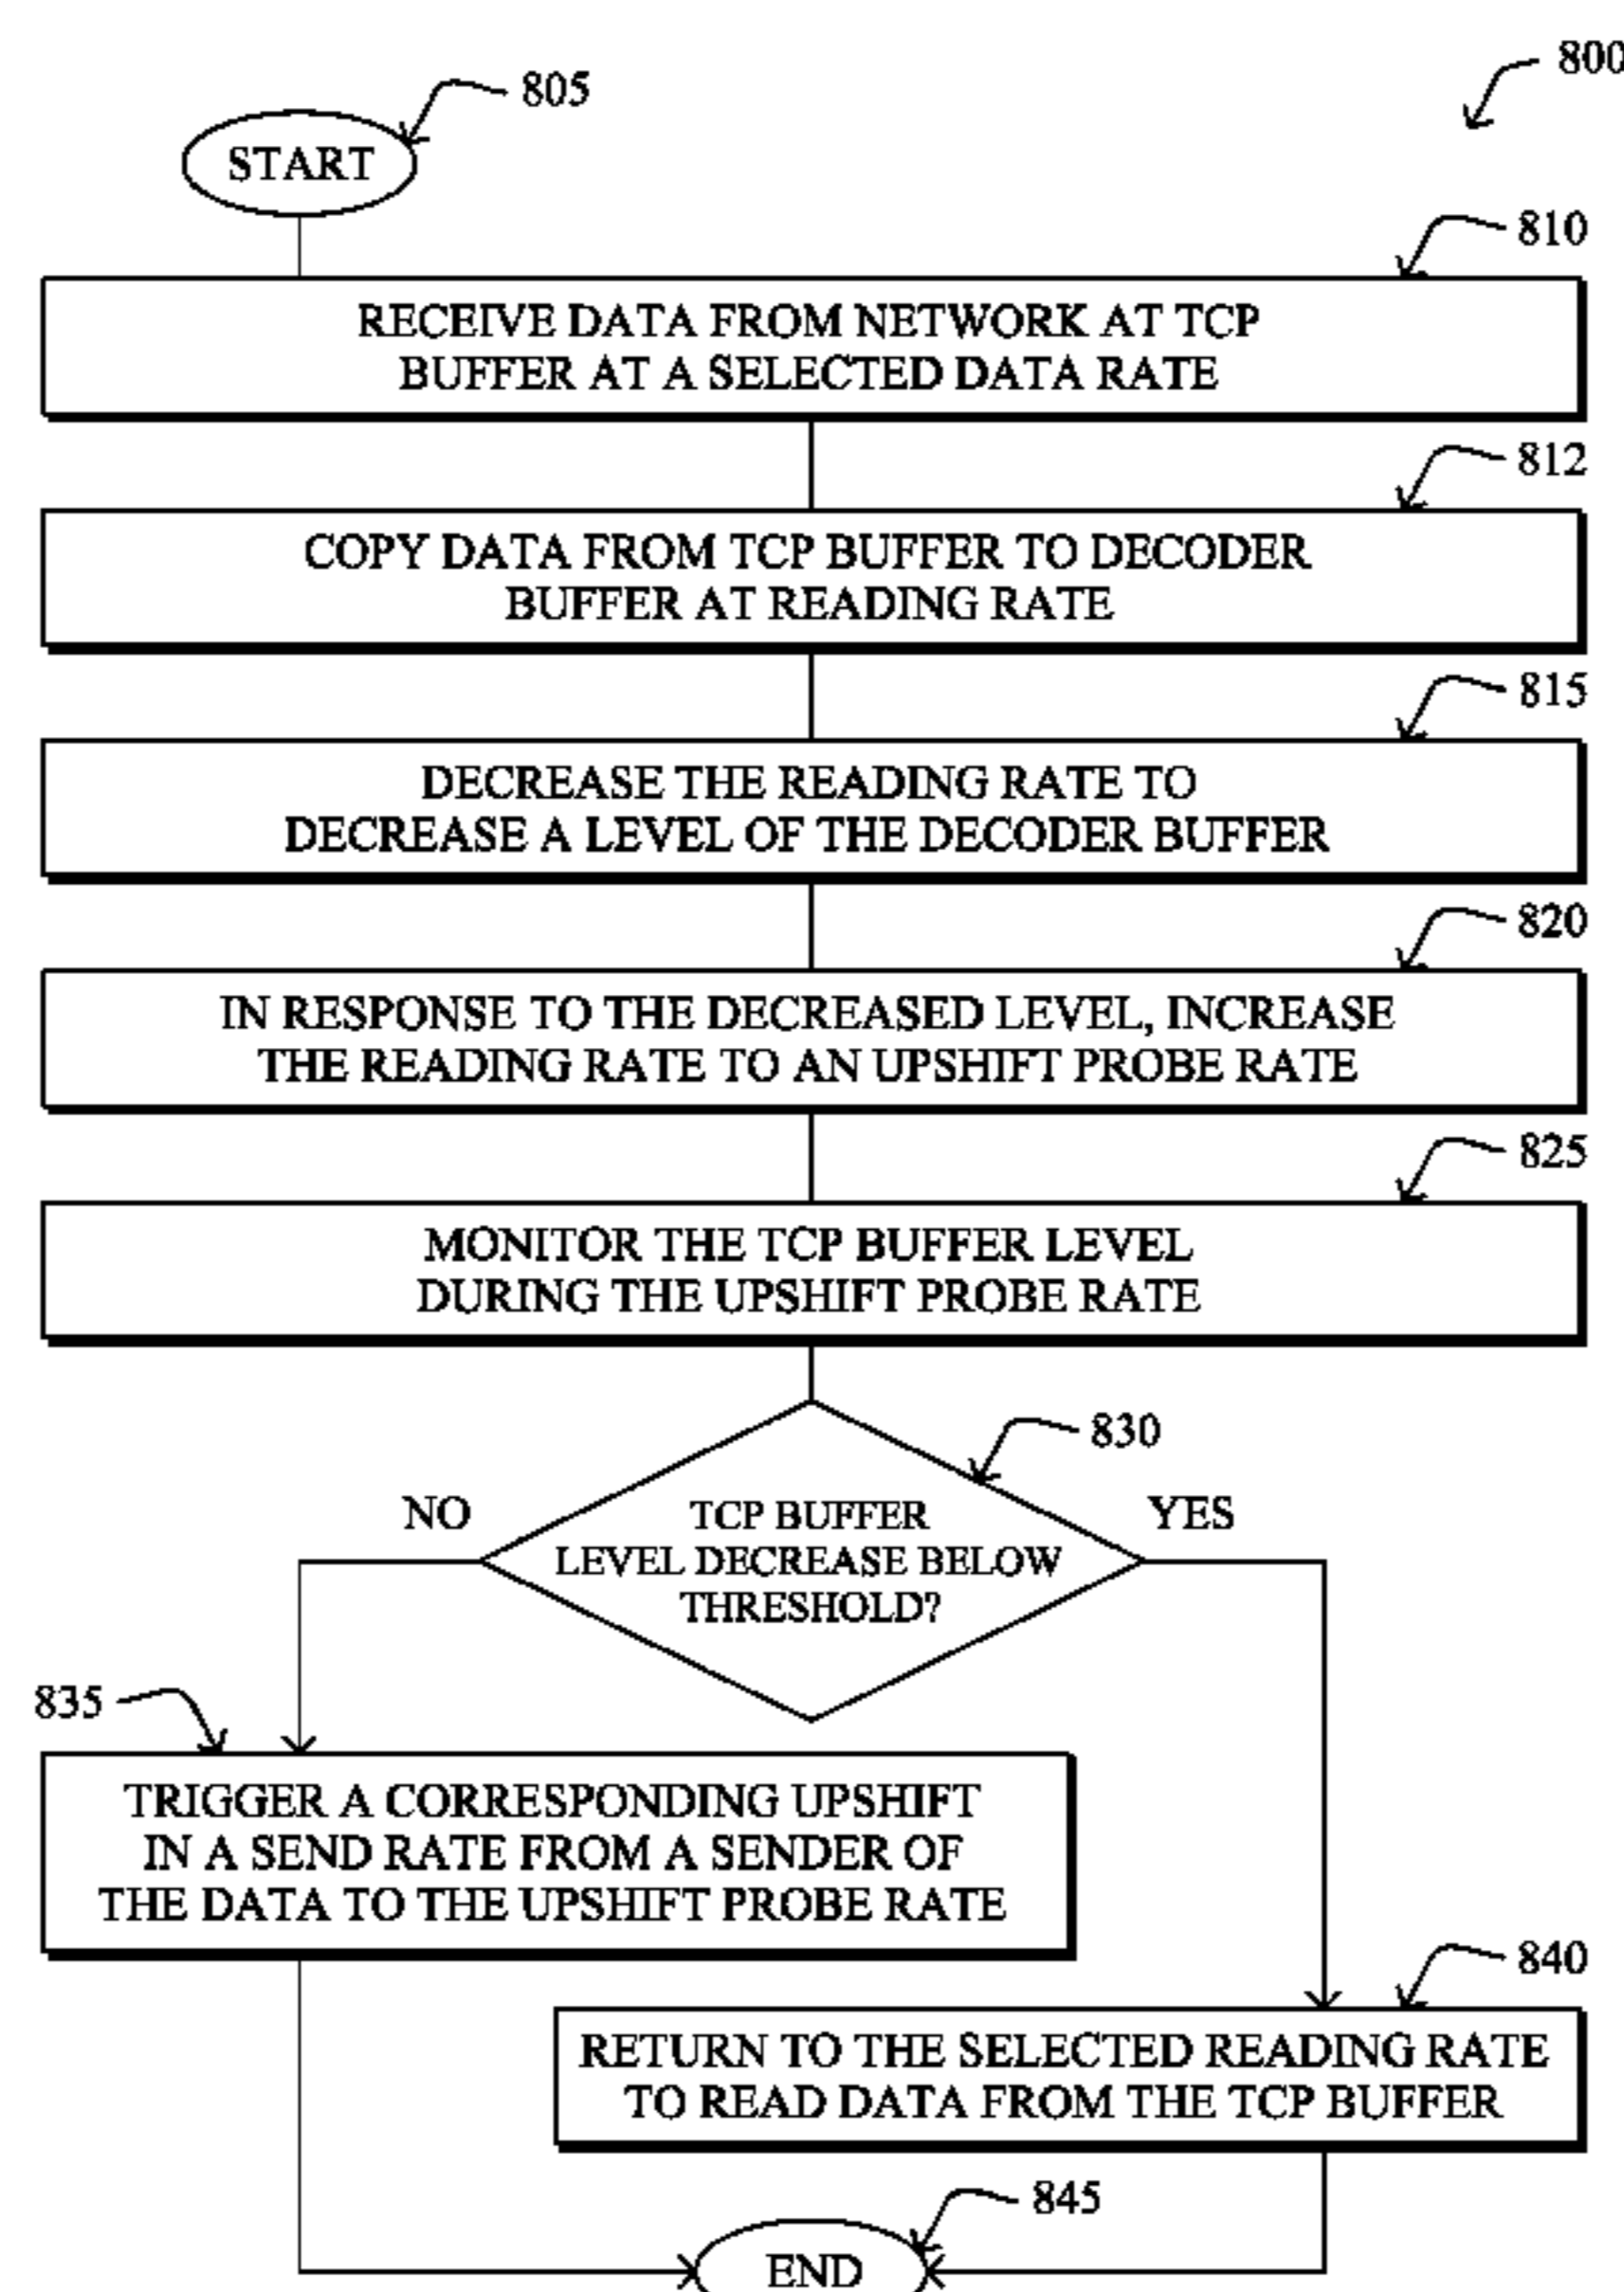 800
805
START
810
RECEIVE DATA FROM NETWORK AT TCP
BUFFER AT A SELECTED DATA RATE
812
COPY DATA FROM TCP BUFFER TO DECODER
BUFFER AT READING RATE
815
DECREASE THE READING RATE TO
DECREASE A LEVEL OF THE DECODER BUFFER
820
IN RESPONSE TO THE DECREASED LEVEL, INCREASE
THE READING RATE TO AN UPSHIFT PROBE RATE
825
MONITOR THE TCP BUFFER LEVEL
DURING THE UPSHIFT PROBE RATE
830
NO
YES
TCP BUFFER
LEVEL DECREASE BELOW
THRESHOLD?
835
TRIGGER A CORRESPONDING UPSHIFT
IN A SEND RATE FROM A SENDER OF
THE DATA TO THE UPSHIFT PROBE RATE
840
RETURN TO THE SELECTED READING RATE
TO READ DATA FROM THE TCP BUFFER
845
END